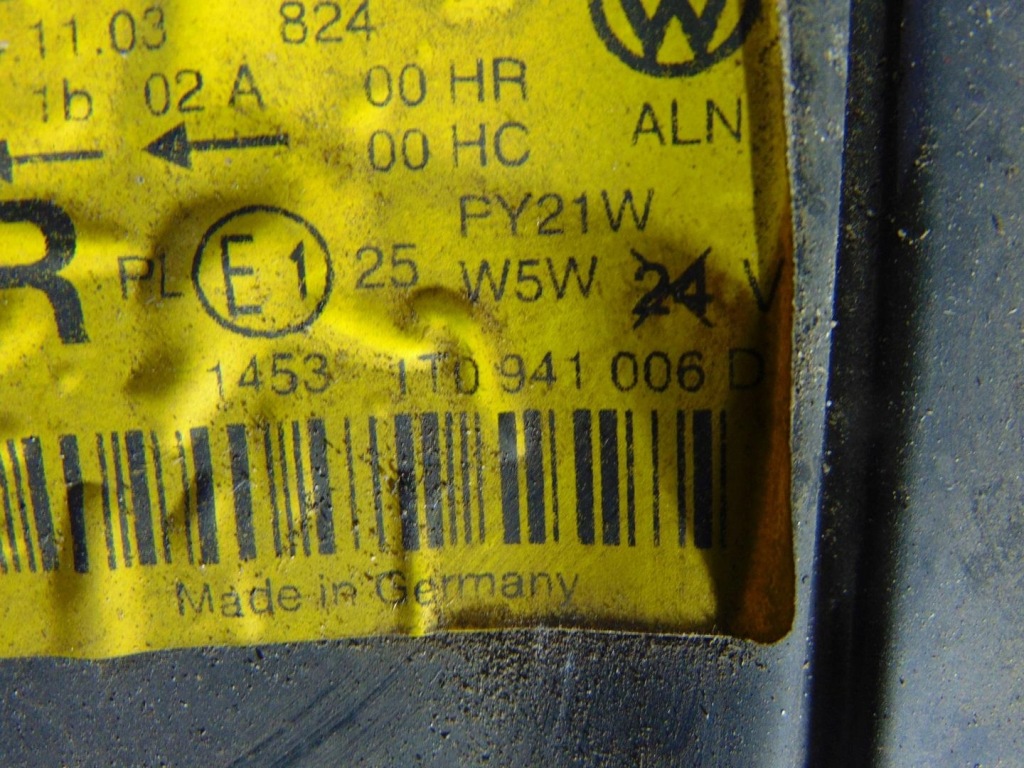 11.03 824
1b 02 A 00 HR
ALN
00 HC
PY21W
R PL E1 25 W5W 24 V
1453 1T0 941 006 D
Made in Germany